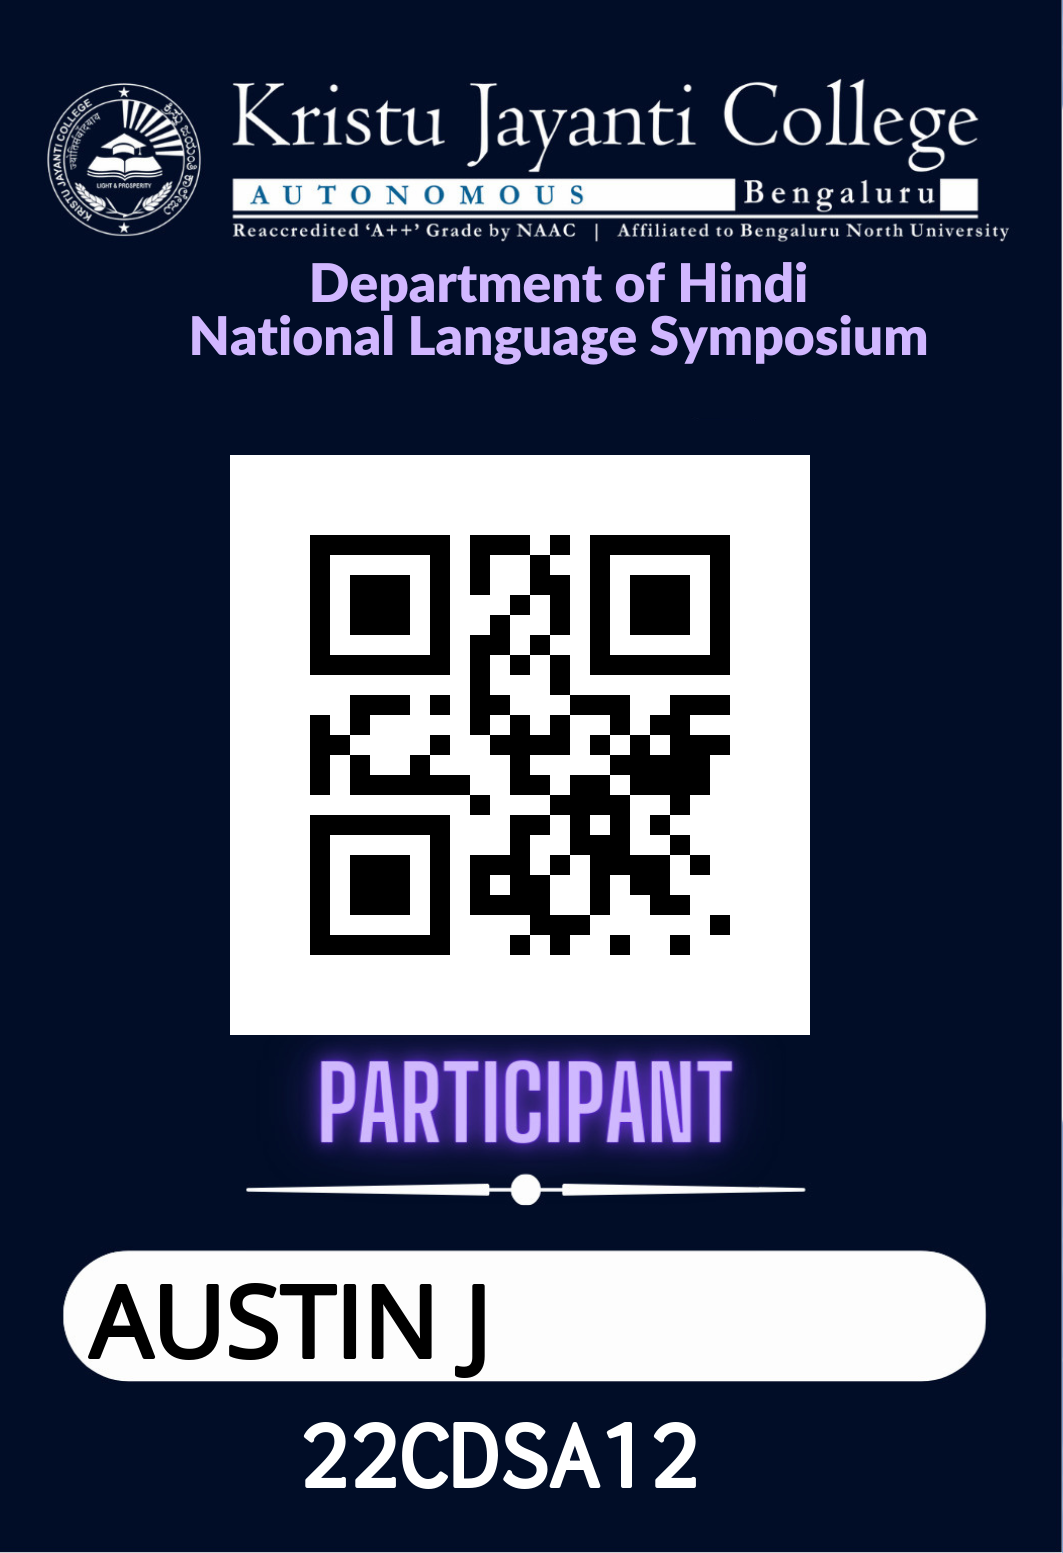 KRISTU JAYANTI COLLEGE
LIGHT & PROSPERITY
Kristu Jayanti College
AUTONOMOUS Bengaluru
Reaccredited ‘A++’ Grade by NAAC | Affiliated to Bengaluru North University
Department of Hindi
National Language Symposium
PARTICIPANT
AUSTIN J
22CDSA12